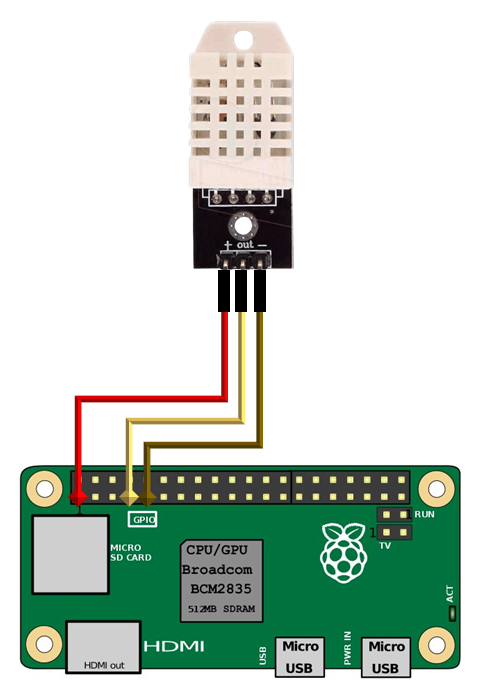 + out −
GPIO
RUN
1
TV
MICRO
SD CARD
CPU/GPU
Broadcom
BCM2835
512MB SDRAM
ACT
HDMI
HDMI out
USB
Micro
USB
PWR IN
Micro
USB